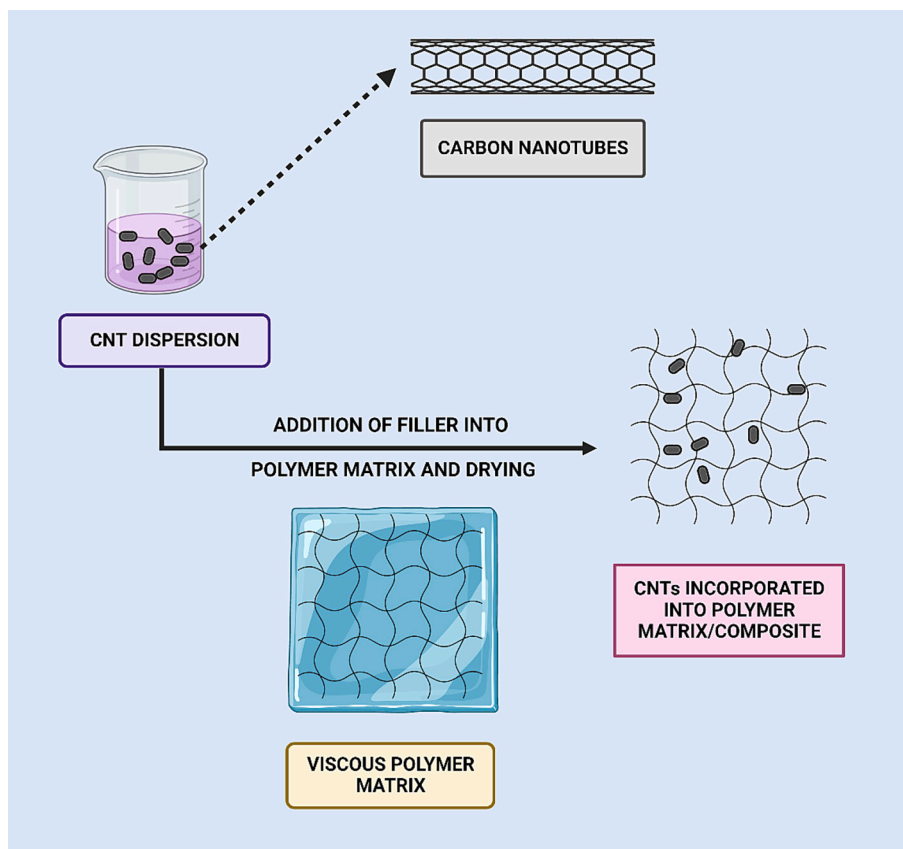 CARBON NANOTUBES
CNT DISPERSION
ADDITION OF FILLER INTO
POLYMER MATRIX AND DRYING
CNTs INCORPORATED
INTO POLYMER
MATRIX/COMPOSITE
VISCOUS POLYMER
MATRIX